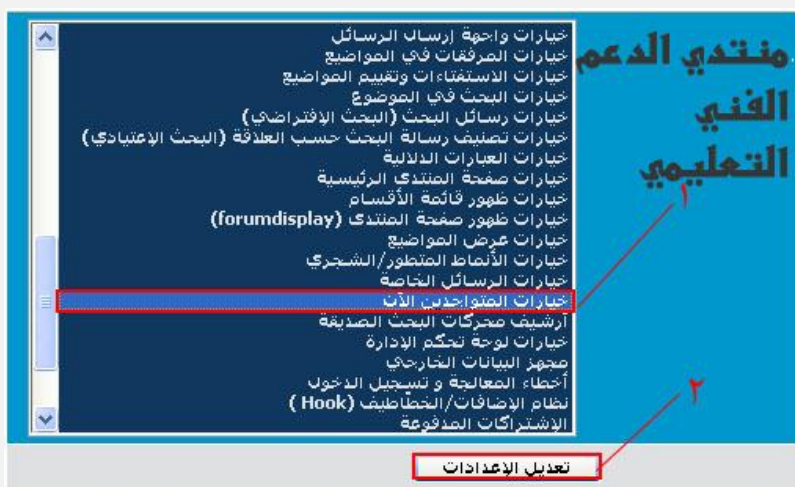 منتدي الدعم
الفني
التعليمي
خيارات واجهة إرسال الرسائل
خيارات المرفقات في المواضيع
خيارات الاستفتاءات وتقييم المواضيع
خيارات البحث في الموضوع
خيارات رسائل البحث (البحث الإفتراضي)
خيارات تصنيف رسالة البحث حسب العلاقة (البحث الإعتيادي)
خيارات العبارات الدلالية
خيارات صفحة المنتدى الرئيسية
خيارات ظهور قائمة الأقسام
خيارات ظهور صفحة المنتدى (forumdisplay)
خيارات عرض المواضيع
خيارات الأنماط المتطور/الشجري
خيارات الرسائل الخاصة
خيارات المتواجدين الآن
أرشيف محركات البحث الصديقة
خيارات لوحة تحكم الإدارة
مجهز البيانات الخارجي
أخطاء المعالجة و تسجيل الدخول
نظام الإضافات/الخطاطيف (Hook )
الإشتراكات المدفوعة
١
٢
تعديل الإعدادات